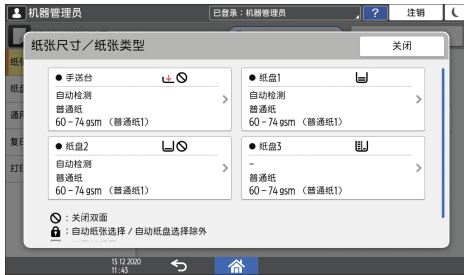 机器管理员
已登录：机器管理员
?
注销
纸张尺寸／纸张类型
关闭
● 手送台
自动检测
普通纸
60 – 74 gsm （普通纸1）
● 纸盘1
自动检测
普通纸
60 – 74 gsm （普通纸1）
● 纸盘2
自动检测
普通纸
60 – 74 gsm （普通纸1）
● 纸盘3
–
普通纸
60 – 74 gsm （普通纸1）
：关闭双面
：自动纸张选择 / 自动纸盘选择除外
15 12 2020
11 : 43